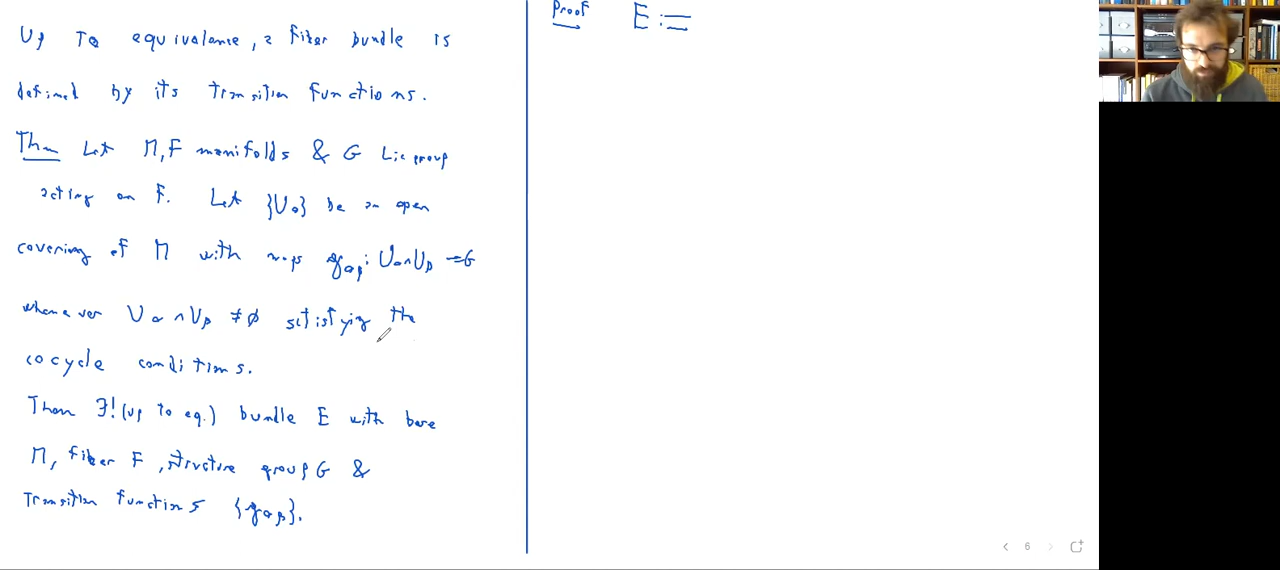 Up to equivalence, a fiber bundle is
defined by its transition functions.
Thm Let M, F manifolds & G Lie group
acting on F. Let {Uα} be an open
covering of M with maps gαβ: Uα∩Uβ → G
whenever Uα∩Uβ ≠ ∅ satisfying the
cocycle conditions.
Then ∃! (up to eq.) bundle E with base
M, fiber F, structure group G &
transition functions {gαβ}.
Proof E :=
6